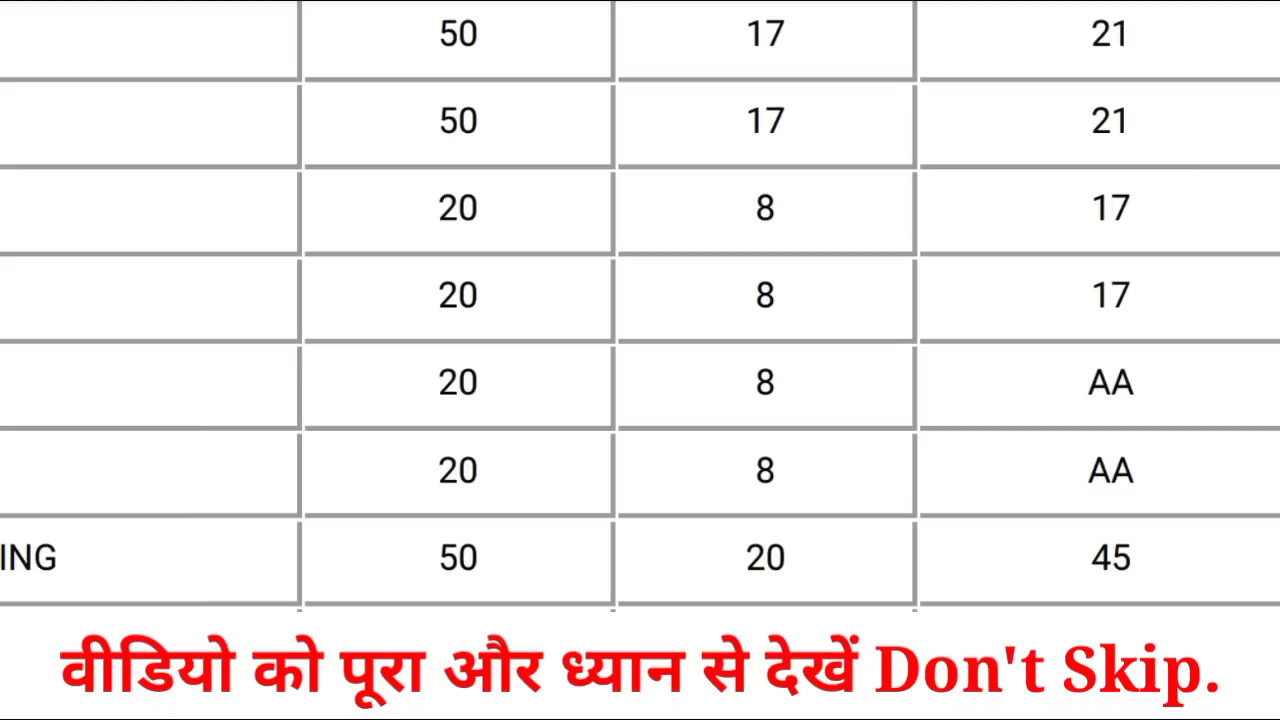 50 17 21
50 17 21
20 8 17
20 8 17
20 8 AA
20 8 AA
ING 50 20 45
वीडियो को पूरा और ध्यान से देखें Don't Skip.